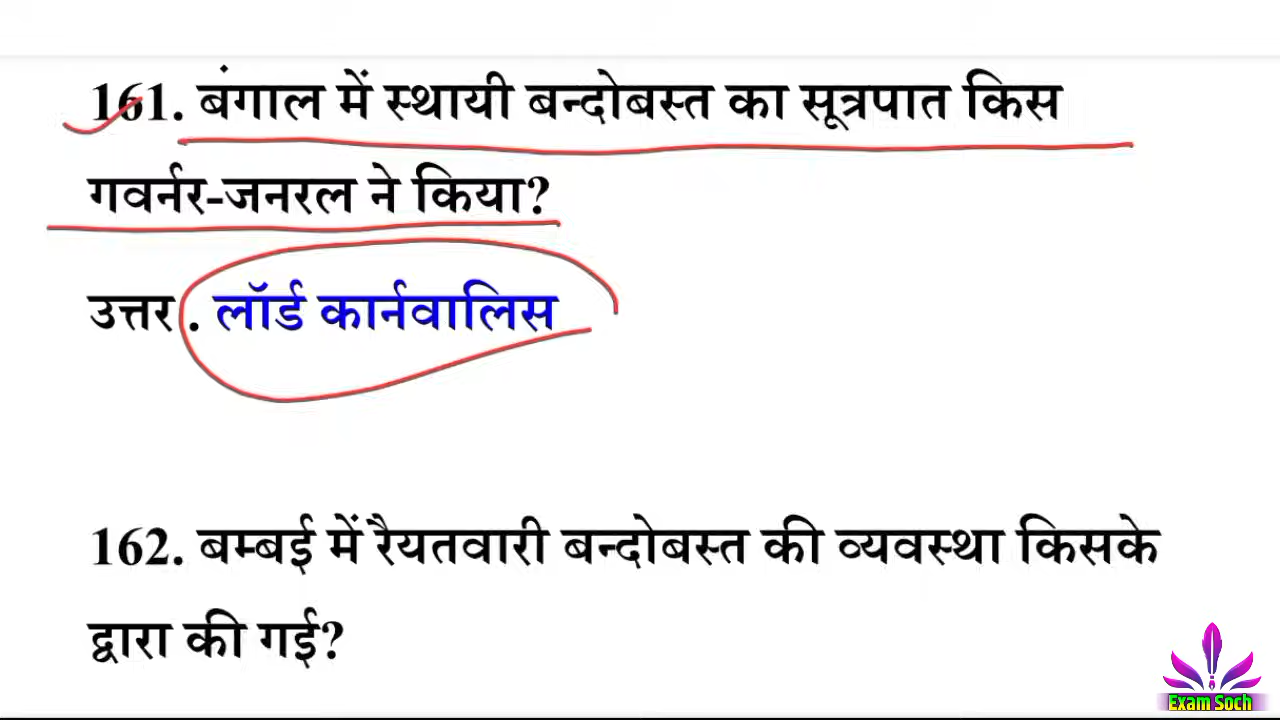 161. बंगाल में स्थायी बन्दोबस्त का सूत्रपात किस
गवर्नर-जनरल ने किया?
उत्तर . लॉर्ड कार्नवालिस
162. बम्बई में रैयतवारी बन्दोबस्त की व्यवस्था किसके
द्वारा की गई?
Exam Soch